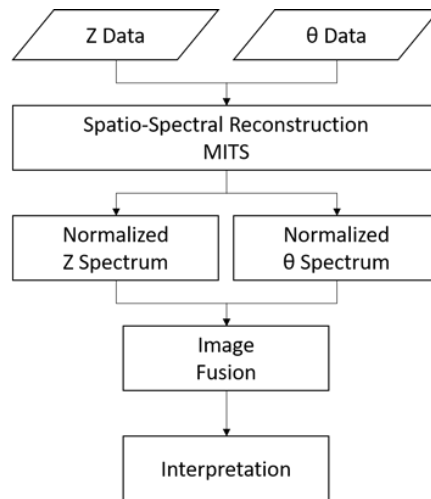 Z Data
θ Data
Spatio-Spectral Reconstruction
MITS
Normalized
Z Spectrum
Normalized
θ Spectrum
Image
Fusion
Interpretation